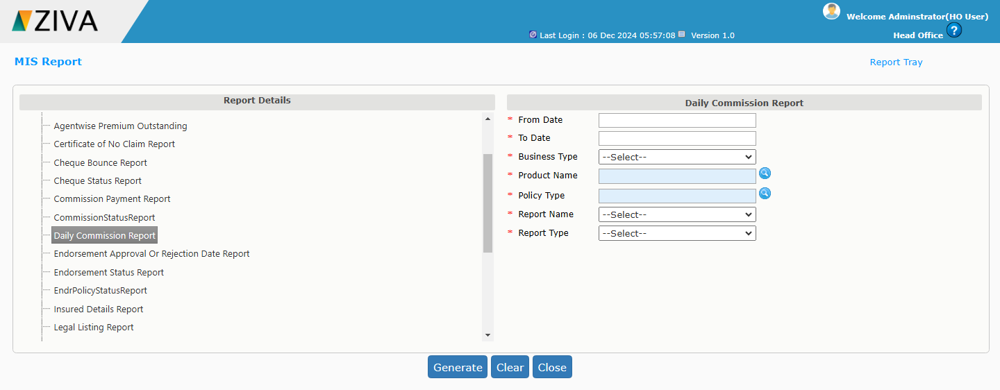 ZIVA
Welcome Adminstrator(HO User)
Last Login : 06 Dec 2024 05:57:08 Version 1.0
Head Office ?
MIS Report
Report Tray
Report Details
Agentwise Premium Outstanding
Certificate of No Claim Report
Cheque Bounce Report
Cheque Status Report
Commission Payment Report
CommissionStatusReport
Daily Commission Report
Endorsement Approval Or Rejection Date Report
Endorsement Status Report
EndrPolicyStatusReport
Insured Details Report
Legal Listing Report
Daily Commission Report
* From Date
* To Date
* Business Type --Select--
* Product Name
* Policy Type
* Report Name --Select--
* Report Type --Select--
Generate Clear Close